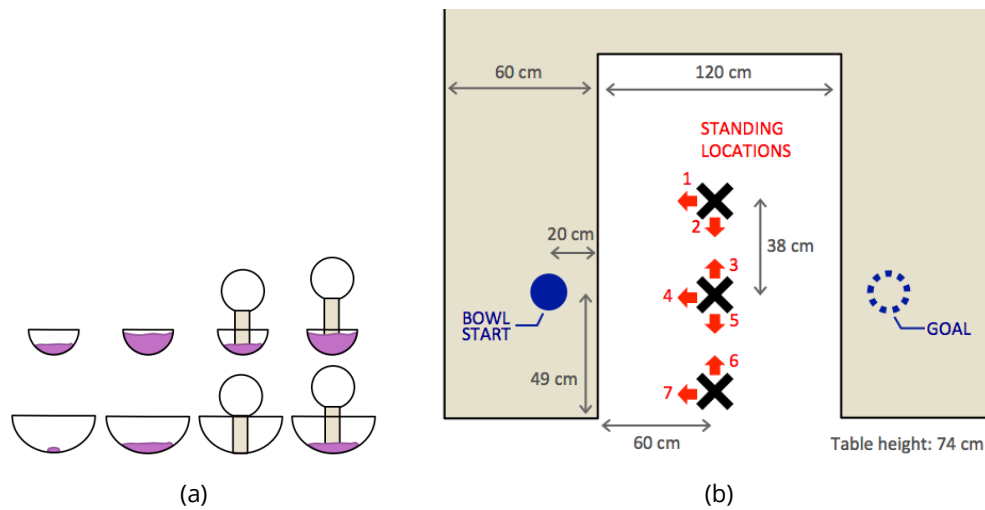 60 cm
120 cm
STANDING
LOCATIONS
1
2
20 cm
38 cm
3
4
5
BOWL
START
GOAL
49 cm
6
7
60 cm
Table height: 74 cm
(a)
(b)